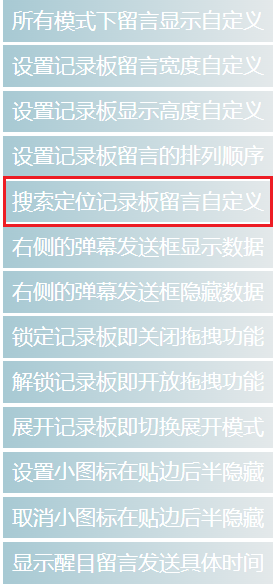 所有模式下留言显示自定义
设置记录板留言宽度自定义
设置记录板显示高度自定义
设置记录板留言的排列顺序
搜索定位记录板留言自定义
右侧的弹幕发送框显示数据
右侧的弹幕发送框隐藏数据
锁定记录板即关闭拖拽功能
解锁记录板即开放拖拽功能
展开记录板即切换展开模式
设置小图标在贴边后半隐藏
取消小图标在贴边后半隐藏
显示醒目留言发送具体时间